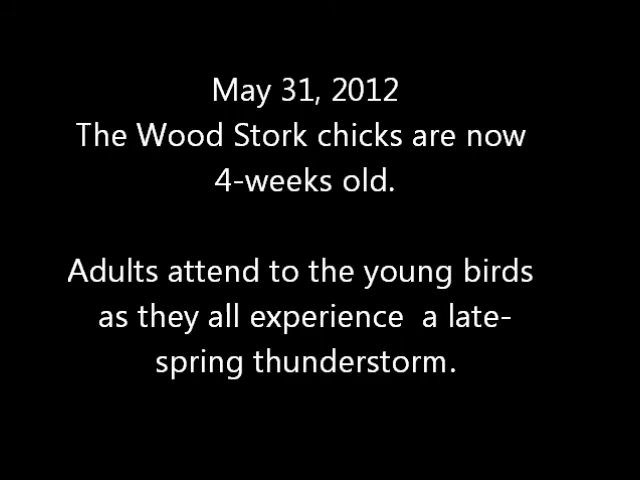 May 31, 2012
The Wood Stork chicks are now
4-weeks old.
Adults attend to the young birds
as they all experience  a late-
spring thunderstorm.